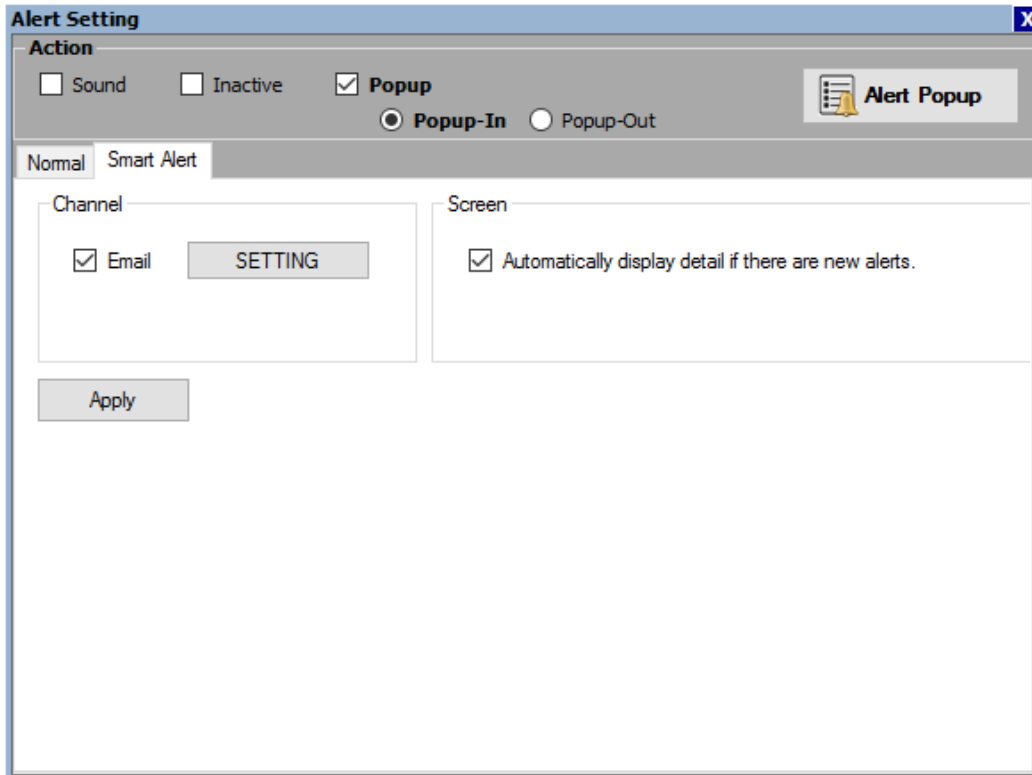 Alert Setting
X
Action
Sound Inactive Popup
Alert Popup
Popup-In Popup-Out
Normal Smart Alert
Channel
Screen
Email SETTING
Automatically display detail if there are new alerts.
Apply